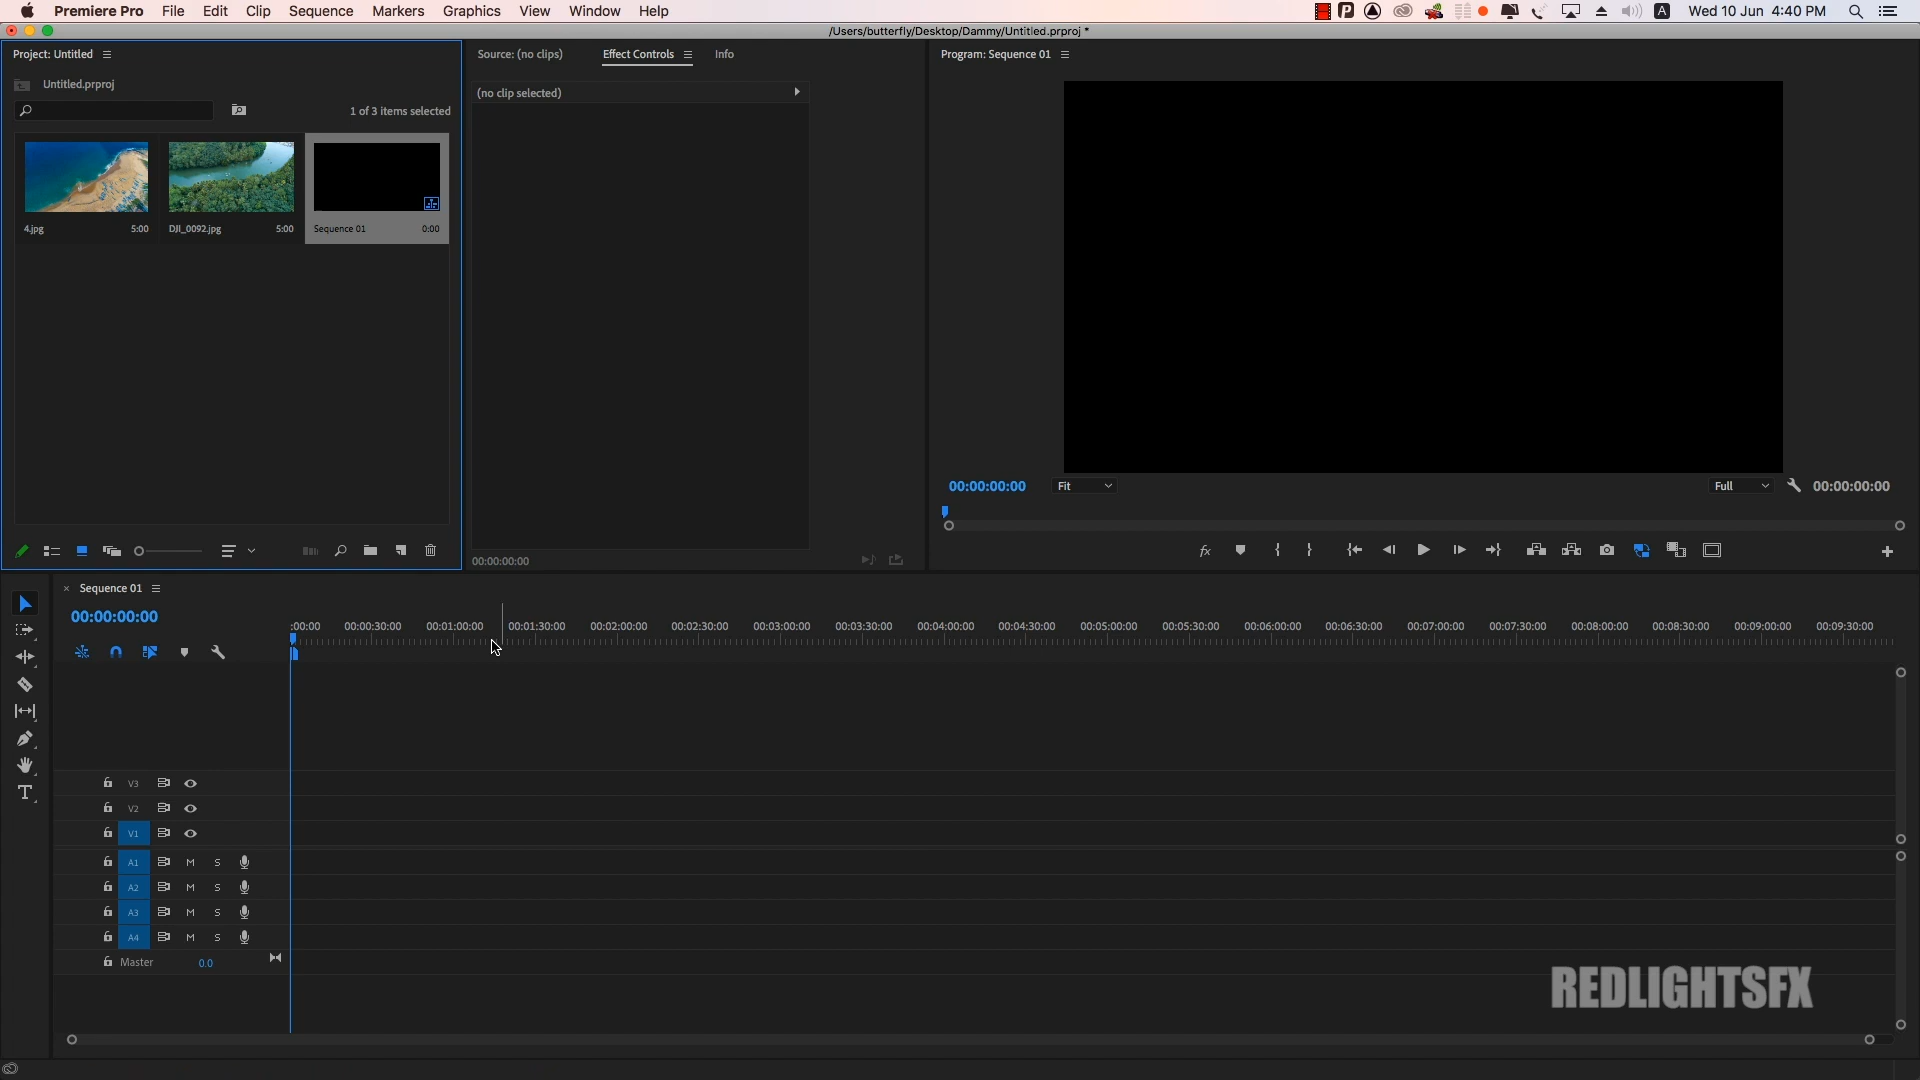 Premiere Pro File Edit Clip Sequence Markers Graphics View Window Help
A Wed 10 Jun 4:40 PM
/Users/butterfly/Desktop/Dammy/Untitled.prproj *
Project: Untitled
Source: (no clips) Effect Controls Info
Program: Sequence 01
Untitled.prproj
(no clip selected)
1 of 3 items selected
4.jpg 5:00 DJI_0092.jpg 5:00 Sequence 01 0:00
00:00:00:00 Fit Full 00:00:00:00
00:00:00:00
fx
Sequence 01
00:00:00:00
:00:00 00:00:30:00 00:01:00:00 00:01:30:00 00:02:00:00 00:02:30:00 00:03:00:00 00:03:30:00 00:04:00:00 00:04:30:00 00:05:00:00 00:05:30:00 00:06:00:00 00:06:30:00 00:07:00:00 00:07:30:00 00:08:00:00 00:08:30:00 00:09:00:00 00:09:30:00
V3
V2
V1
A1 M S
A2 M S
A3 M S
A4 M S
Master 0.0
REDLIGHTSFX